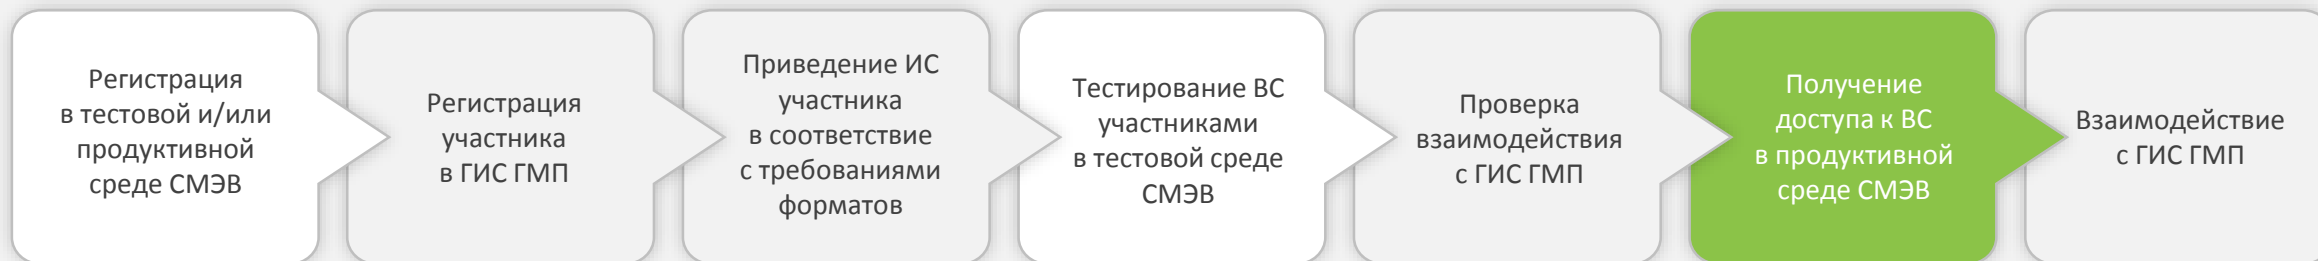 Регистрация
в тестовой и/или
продуктивной
среде СМЭВ
Регистрация
участника
в ГИС ГМП
Приведение ИС
участника
в соответствие
с требованиями
форматов
Тестирование ВС
участниками
в тестовой среде
СМЭВ
Проверка
взаимодействия
с ГИС ГМП
Получение
доступа к ВС
в продуктивной
среде СМЭВ
Взаимодействие
с ГИС ГМП